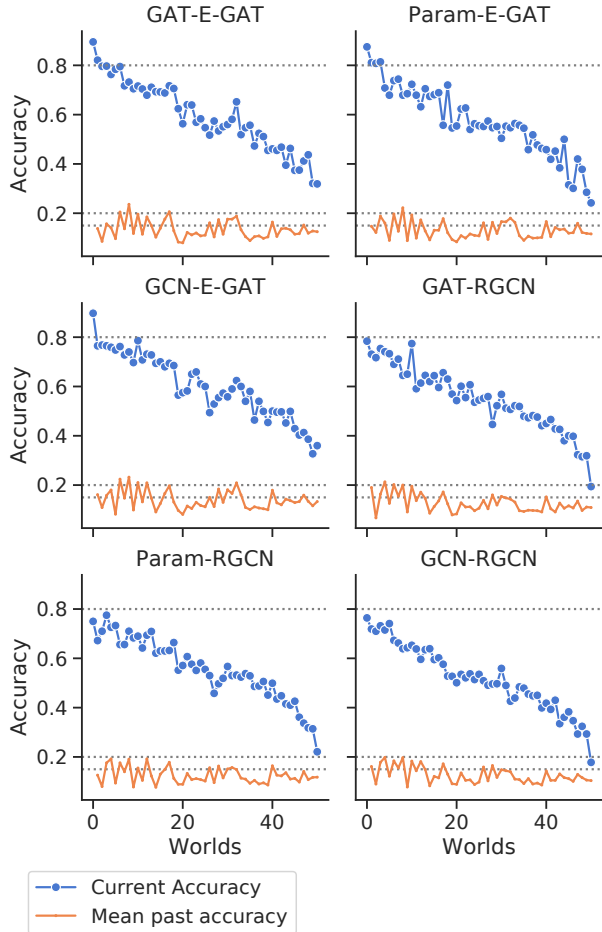 GAT-E-GAT
Param-E-GAT
0.8
0.6
0.4
0.2
Accuracy
GCN-E-GAT
GAT-RGCN
0.8
0.6
0.4
0.2
Accuracy
Param-RGCN
GCN-RGCN
0.8
0.6
0.4
0.2
Accuracy
0
20
40
0
20
40
Worlds
Worlds
Current Accuracy
Mean past accuracy